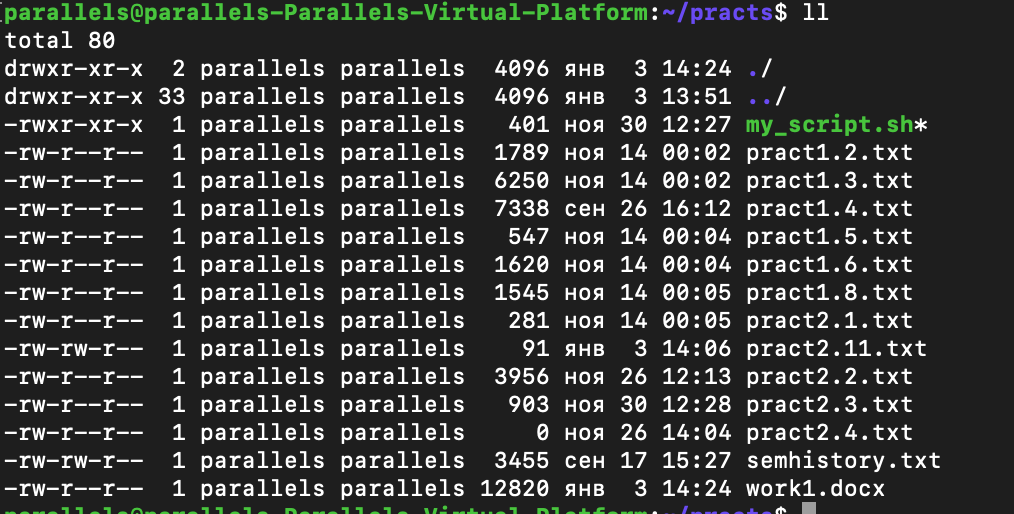 parallels@parallels-Parallels-Virtual-Platform:~/practs$ ll
total 80
drwxr-xr-x  2 parallels parallels  4096 янв  3 14:24 ./
drwxr-xr-x 33 parallels parallels  4096 янв  3 13:51 ../
-rwxr-xr-x  1 parallels parallels   401 ноя 30 12:27 my_script.sh*
-rw-r--r--  1 parallels parallels  1789 ноя 14 00:02 pract1.2.txt
-rw-r--r--  1 parallels parallels  6250 ноя 14 00:02 pract1.3.txt
-rw-r--r--  1 parallels parallels  7338 сен 26 16:12 pract1.4.txt
-rw-r--r--  1 parallels parallels   547 ноя 14 00:04 pract1.5.txt
-rw-r--r--  1 parallels parallels  1620 ноя 14 00:04 pract1.6.txt
-rw-r--r--  1 parallels parallels  1545 ноя 14 00:05 pract1.8.txt
-rw-r--r--  1 parallels parallels   281 ноя 14 00:05 pract2.1.txt
-rw-rw-r--  1 parallels parallels    91 янв  3 14:06 pract2.11.txt
-rw-r--r--  1 parallels parallels  3956 ноя 26 12:13 pract2.2.txt
-rw-r--r--  1 parallels parallels   903 ноя 30 12:28 pract2.3.txt
-rw-r--r--  1 parallels parallels     0 ноя 26 14:04 pract2.4.txt
-rw-rw-r--  1 parallels parallels  3455 сен 17 15:27 semhistory.txt
-rw-r--r--  1 parallels parallels 12820 янв  3 14:24 work1.docx
parallels@parallels-Parallels-Virtual-Platform:~/practs$